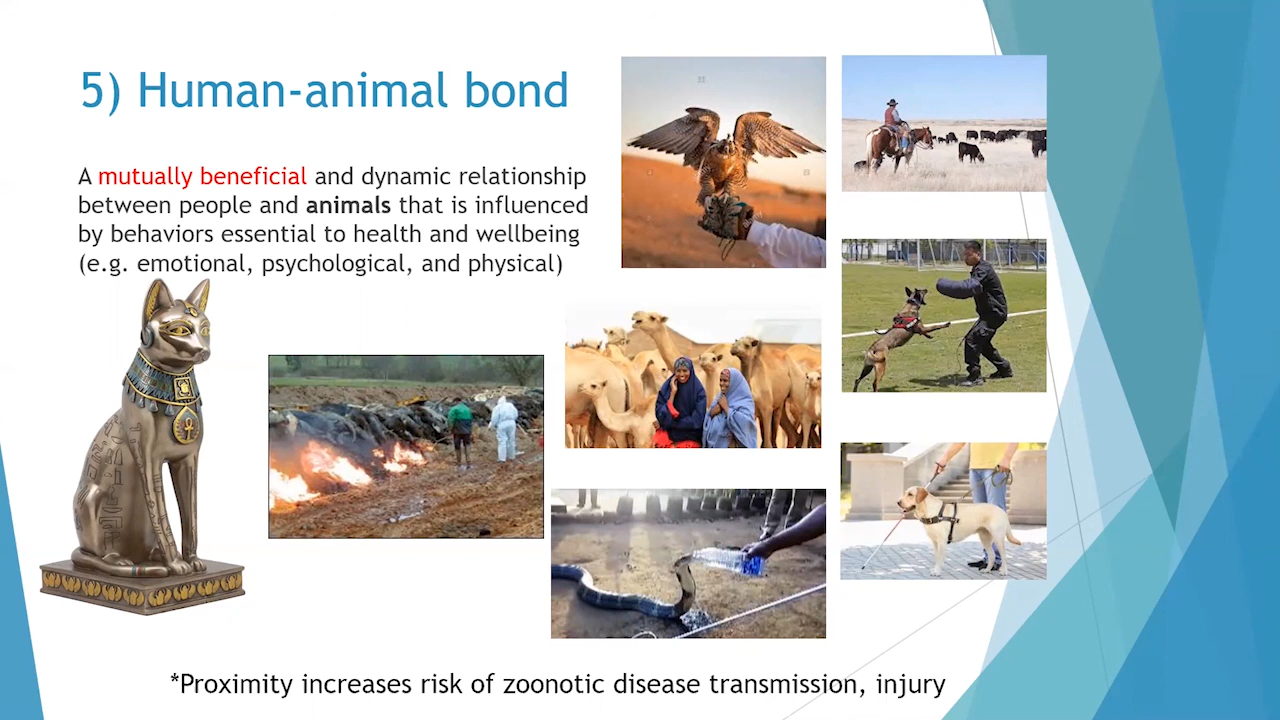 5) Human-animal bond
A mutually beneficial and dynamic relationship
between people and animals that is influenced
by behaviors essential to health and wellbeing
(e.g. emotional, psychological, and physical)
*Proximity increases risk of zoonotic disease transmission, injury